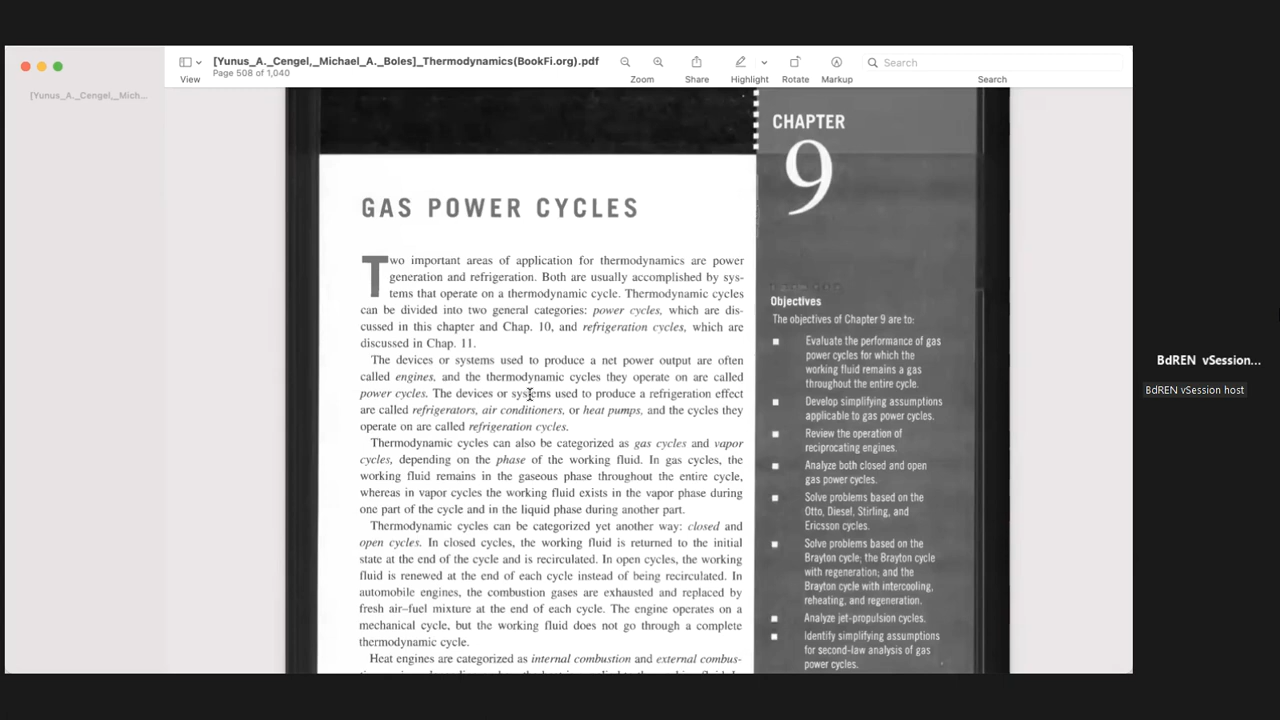 [Yunus_A._Cengel,_Michael_A._Boles]_Thermodynamics(BookFi.org).pdf
Page 508 of 1,040
View
Zoom
Share
Highlight
Rotate
Markup
Search
Search
[Yunus_A._Cengel,_Mich...
CHAPTER
9
GAS POWER CYCLES
Two important areas of application for thermodynamics are power
generation and refrigeration. Both are usually accomplished by sys-
tems that operate on a thermodynamic cycle. Thermodynamic cycles
can be divided into two general categories: power cycles, which are dis-
cussed in this chapter and Chap. 10, and refrigeration cycles, which are
discussed in Chap. 11.
The devices or systems used to produce a net power output are often
called engines, and the thermodynamic cycles they operate on are called
power cycles. The devices or systems used to produce a refrigeration effect
are called refrigerators, air conditioners, or heat pumps, and the cycles they
operate on are called refrigeration cycles.
Thermodynamic cycles can also be categorized as gas cycles and vapor
cycles, depending on the phase of the working fluid. In gas cycles, the
working fluid remains in the gaseous phase throughout the entire cycle,
whereas in vapor cycles the working fluid exists in the vapor phase during
one part of the cycle and in the liquid phase during another part.
Thermodynamic cycles can be categorized yet another way: closed and
open cycles. In closed cycles, the working fluid is returned to the initial
state at the end of the cycle and is recirculated. In open cycles, the working
fluid is renewed at the end of each cycle instead of being recirculated. In
automobile engines, the combustion gases are exhausted and replaced by
fresh air–fuel mixture at the end of each cycle. The engine operates on a
mechanical cycle, but the working fluid does not go through a complete
thermodynamic cycle.
Heat engines are categorized as internal combustion and external combus-
Objectives
The objectives of Chapter 9 are to:
■ Evaluate the performance of gas
power cycles for which the
working fluid remains a gas
throughout the entire cycle.
■ Develop simplifying assumptions
applicable to gas power cycles.
■ Review the operation of
reciprocating engines.
■ Analyze both closed and open
gas power cycles.
■ Solve problems based on the
Otto, Diesel, Stirling, and
Ericsson cycles.
■ Solve problems based on the
Brayton cycle; the Brayton cycle
with regeneration; and the
Brayton cycle with intercooling,
reheating, and regeneration.
■ Analyze jet-propulsion cycles.
■ Identify simplifying assumptions
for second-law analysis of gas
power cycles.
BdREN vSession...
BdREN vSession host